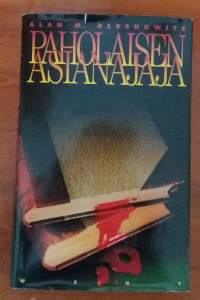 ALAN M. DERSHOWITZ
PAHOLAISEN
ASIANAJAJA
WSOY